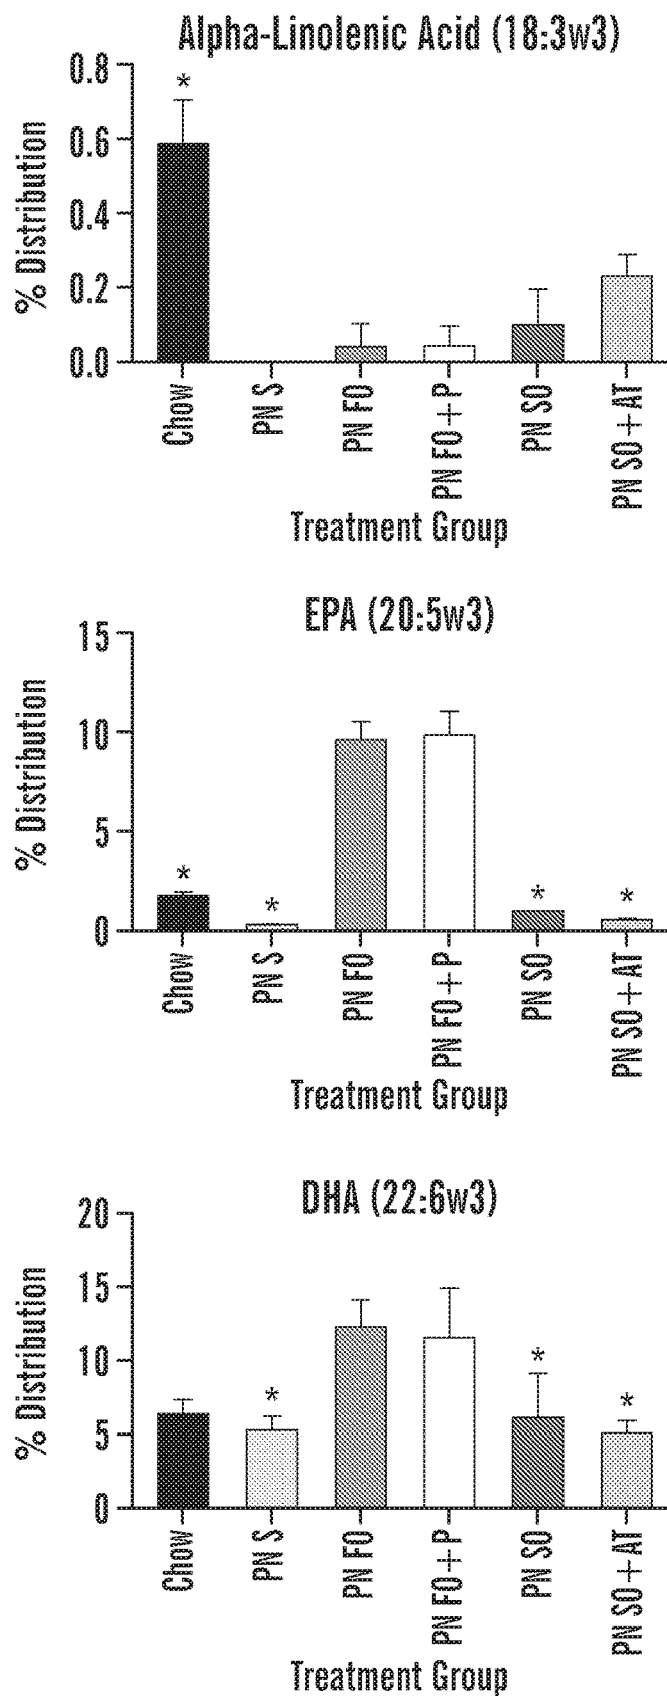 Alpha-Linolenic Acid (18:3w3)
% Distribution
0.8
0.6
0.4
0.2
0.0
*
Chow
PN S
PN FO
PN FO+P
PN SO
PN SO+AT
Treatment Group
EPA (20:5w3)
% Distribution
15
10
5
0
*
*
*
*
Chow
PN S
PN FO
PN FO+P
PN SO
PN SO+AT
Treatment Group
DHA (22:6w3)
% Distribution
20
15
10
5
0
*
*
*
Chow
PN S
PN FO
PN FO+P
PN SO
PN SO+AT
Treatment Group